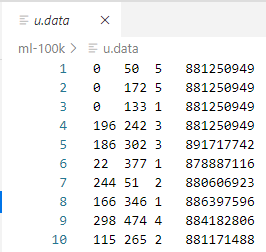 u.data
ml-100k > u.data
1 0 50 5 881250949
2 0 172 5 881250949
3 0 133 1 881250949
4 196 242 3 881250949
5 186 302 3 891717742
6 22 377 1 878887116
7 244 51 2 880606923
8 166 346 1 886397596
9 298 474 4 884182806
10 115 265 2 881171488